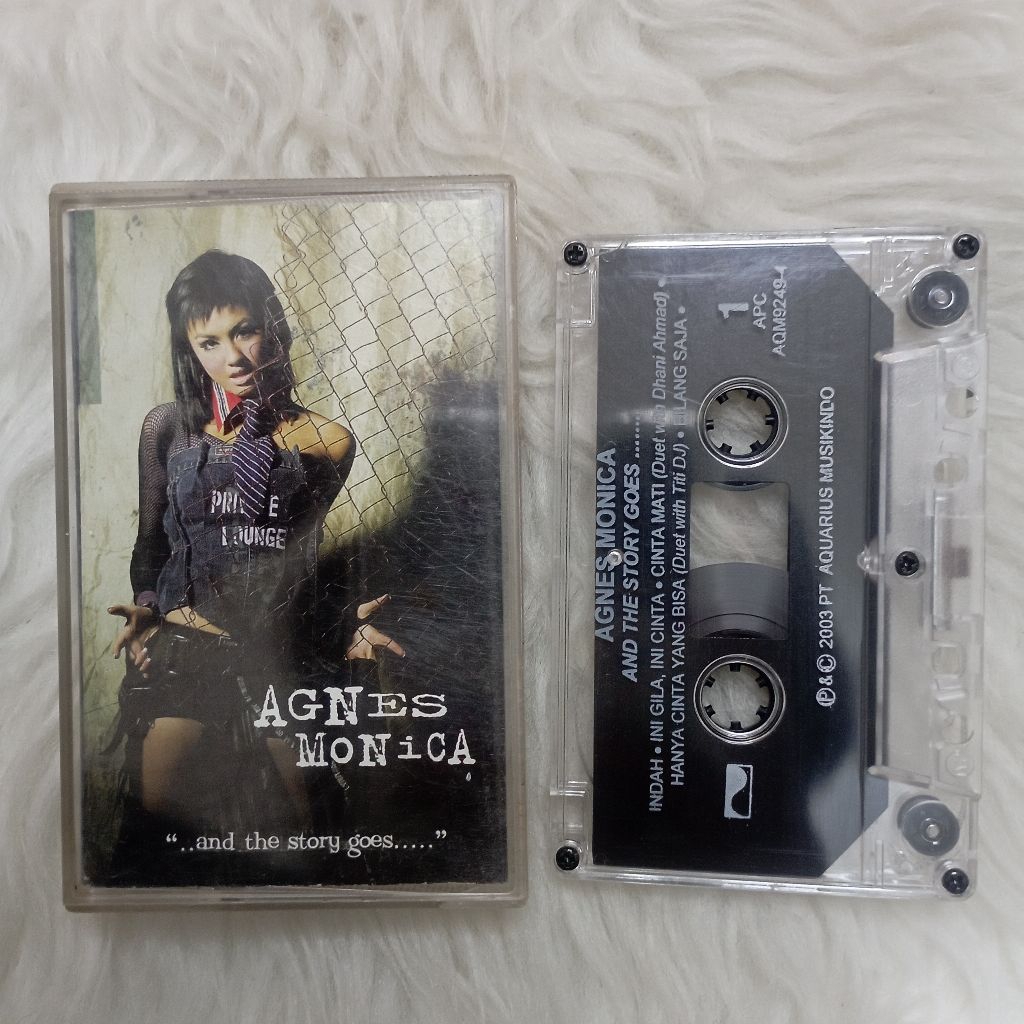 PRI E
LOUNGE
AGNES
MONiCA
“..and the story goes.....”
AGNES MONICA
AND THE STORY GOES ........
INDAH • INI GILA, INI CINTA • CINTA MATI (Duet with Dhani Ahmad) •
HANYA CINTA YANG BISA (Duet with Titi DJ) • BILANG SAJA •
1
APC
AQM9249-4
℗ & © 2003 PT AQUARIUS MUSIKINDO